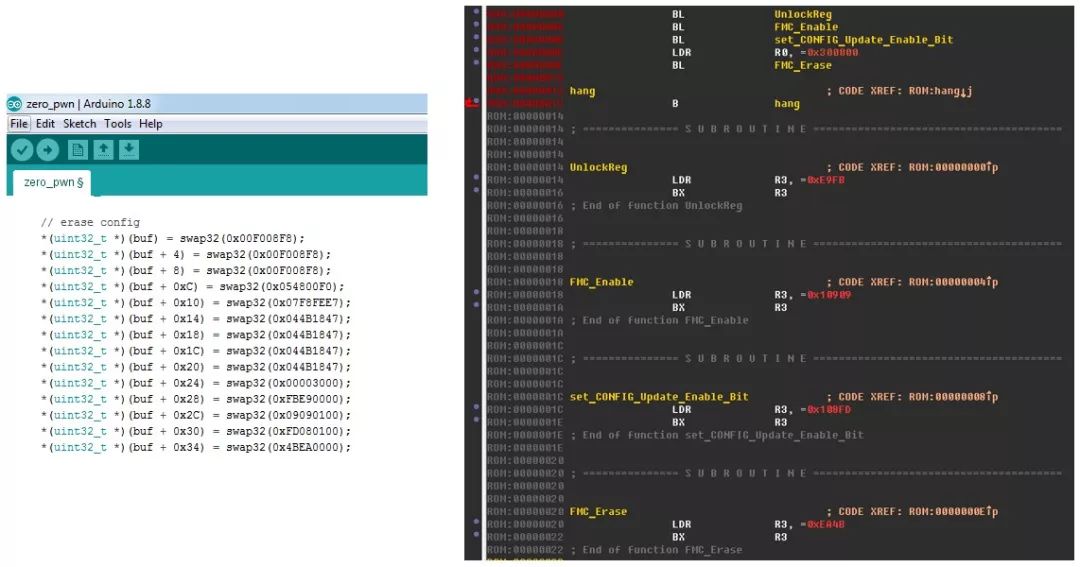 zero_pwn | Arduino 1.8.8
File Edit Sketch Tools Help
zero_pwn §
// erase config
*(uint32_t *)(buf) = swap32(0x00F008F8);
*(uint32_t *)(buf + 4) = swap32(0x00F008F8);
*(uint32_t *)(buf + 8) = swap32(0x00F008F8);
*(uint32_t *)(buf + 0xC) = swap32(0x054800F0);
*(uint32_t *)(buf + 0x10) = swap32(0x07F8FEE7);
*(uint32_t *)(buf + 0x14) = swap32(0x044B1847);
*(uint32_t *)(buf + 0x18) = swap32(0x044B1847);
*(uint32_t *)(buf + 0x1C) = swap32(0x044B1847);
*(uint32_t *)(buf + 0x20) = swap32(0x044B1847);
*(uint32_t *)(buf + 0x24) = swap32(0x00003000);
*(uint32_t *)(buf + 0x28) = swap32(0xFBE90000);
*(uint32_t *)(buf + 0x2C) = swap32(0x09090100);
*(uint32_t *)(buf + 0x30) = swap32(0xFD080100);
*(uint32_t *)(buf + 0x34) = swap32(0x4BEA0000);
BL UnlockReg
BL FMC_Enable
BL set_CONFIG_Update_Enable_Bit
LDR R0, =0x300000
BL FMC_Erase
hang ; CODE XREF: ROM:hang↓j
B hang
ROM:00000014
ROM:00000014 ; =============== S U B R O U T I N E =======================================
ROM:00000014
ROM:00000014
ROM:00000014 UnlockReg ; CODE XREF: ROM:00000000↑p
ROM:00000014 LDR R3, =0xE9FB
ROM:00000016 BX R3
ROM:00000016 ; End of function UnlockReg
ROM:00000016
ROM:00000018
ROM:00000018 ; =============== S U B R O U T I N E =======================================
ROM:00000018
ROM:00000018
ROM:00000018 FMC_Enable ; CODE XREF: ROM:00000004↑p
ROM:00000018 LDR R3, =0x10909
ROM:0000001A BX R3
ROM:0000001A ; End of function FMC_Enable
ROM:0000001A
ROM:0000001C
ROM:0000001C ; =============== S U B R O U T I N E =======================================
ROM:0000001C
ROM:0000001C
ROM:0000001C set_CONFIG_Update_Enable_Bit ; CODE XREF: ROM:00000008↑p
ROM:0000001C LDR R3, =0x108FD
ROM:0000001E BX R3
ROM:0000001E ; End of function set_CONFIG_Update_Enable_Bit
ROM:0000001E
ROM:00000020
ROM:00000020 ; =============== S U B R O U T I N E =======================================
ROM:00000020
ROM:00000020
ROM:00000020 FMC_Erase ; CODE XREF: ROM:0000000E↑p
ROM:00000020 LDR R3, =0xEA4B
ROM:00000022 BX R3
ROM:00000022 ; End of function FMC_Erase